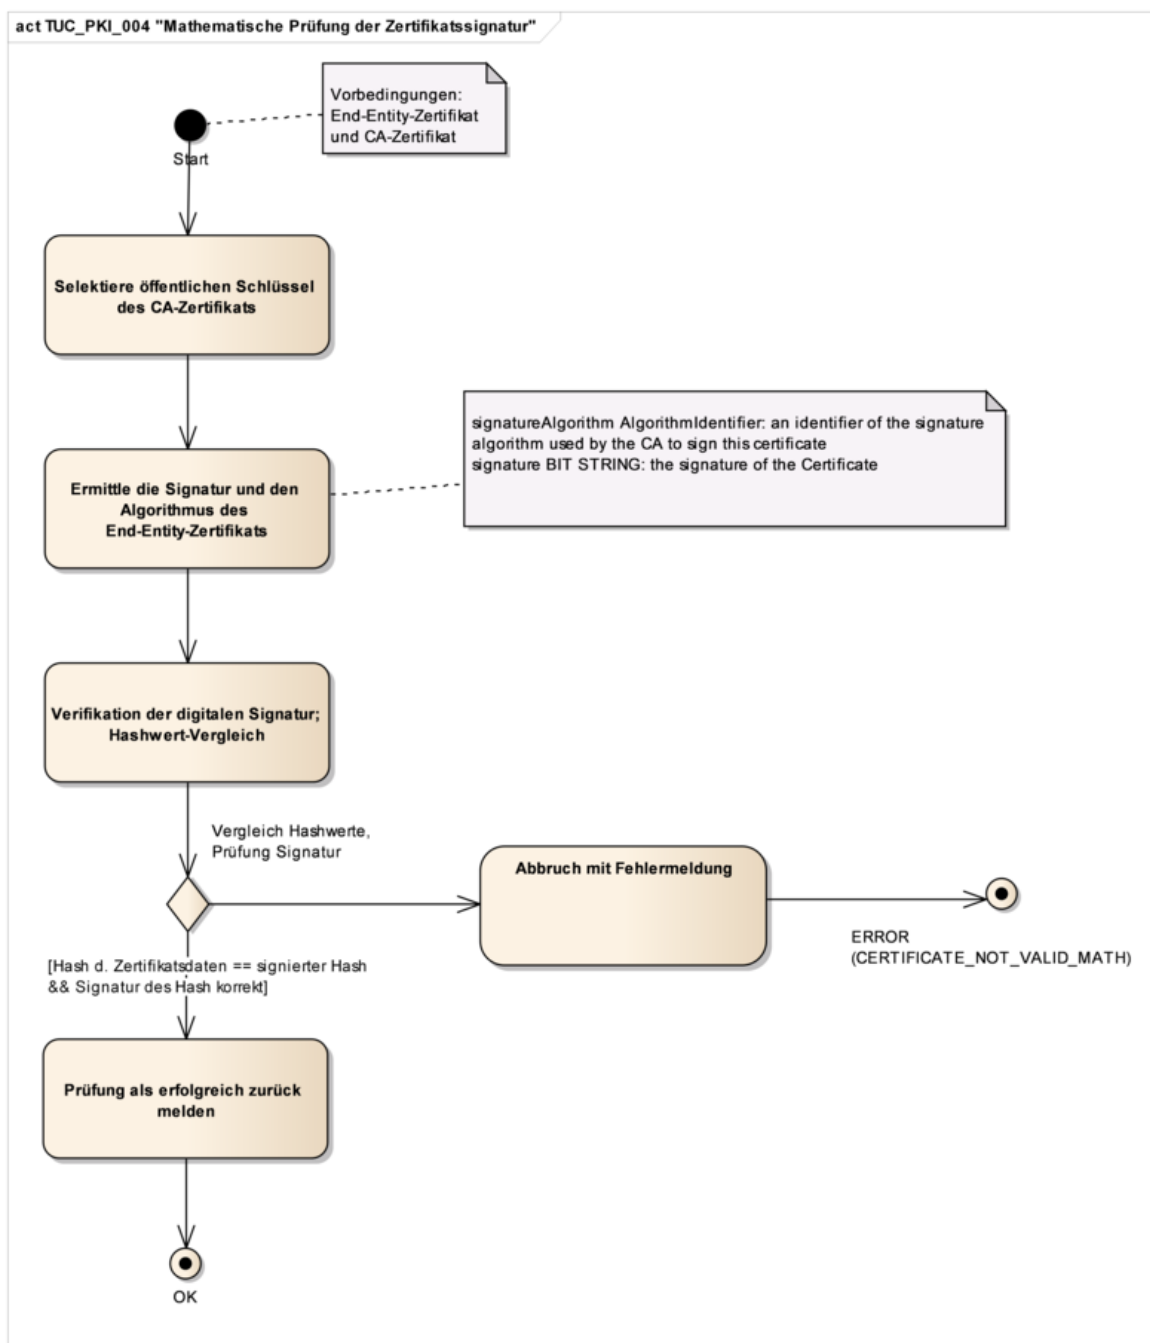 act TUC_PKI_004 "Mathematische Prüfung der Zertifikatssignatur"
Vorbedingungen:
End-Entity-Zertifikat
und CA-Zertifikat
Start
Selektiere öffentlichen Schlüssel
des CA-Zertifikats
signatureAlgorithm AlgorithmIdentifier: an identifier of the signature
algorithm used by the CA to sign this certificate
signature BIT STRING: the signature of the Certificate
Ermittle die Signatur und den
Algorithmus des
End-Entity-Zertifikats
Verifikation der digitalen Signatur;
Hashwert-Vergleich
Vergleich Hashwerte,
Prüfung Signatur
Abbruch mit Fehlermeldung
ERROR
(CERTIFICATE_NOT_VALID_MATH)
[Hash d. Zertifikatsdaten == signierter Hash
&& Signatur des Hash korrekt]
Prüfung als erfolgreich zurück
melden
OK